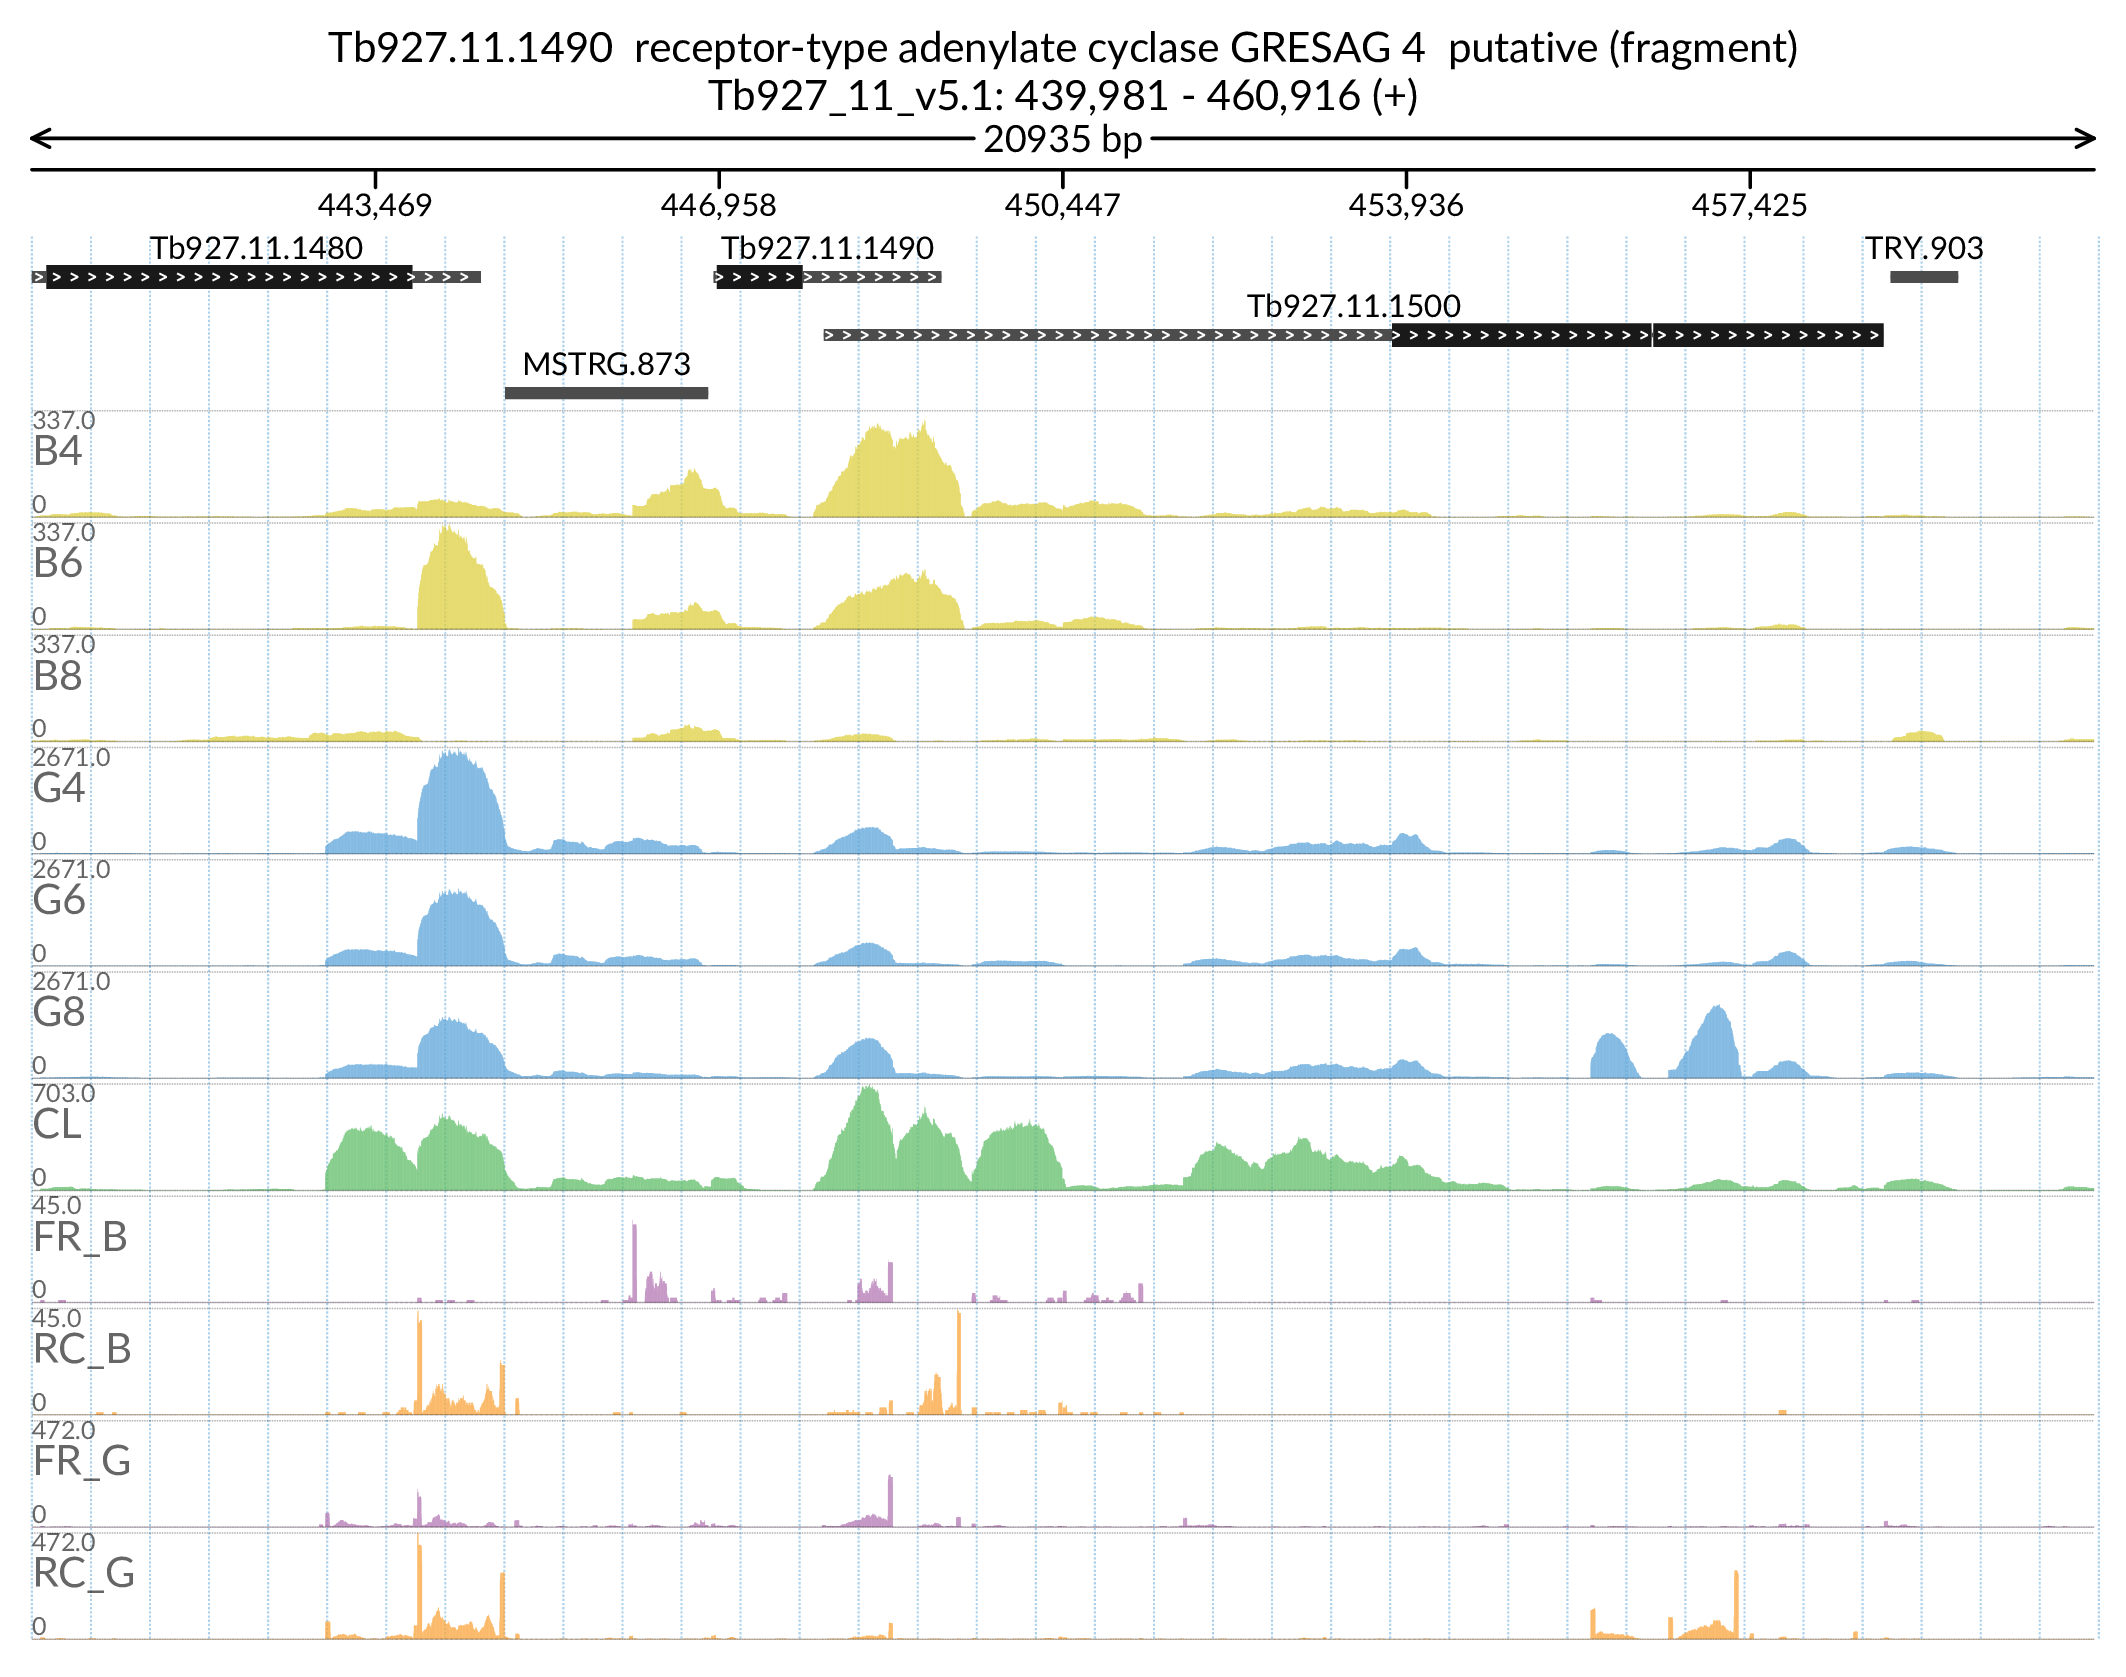 Tb927.11.1490  receptor-type adenylate cyclase GRESAG 4  putative (fragment)
Tb927_11_v5.1: 439,981 - 460,916 (+)
20935 bp
443,469 446,958 450,447 453,936 457,425
Tb927.11.1480 Tb927.11.1490 TRY.903
Tb927.11.1500
MSTRG.873
337.0
B4
0
337.0
B6
0
337.0
B8
0
2671.0
G4
0
2671.0
G6
0
2671.0
G8
0
703.0
CL
0
45.0
FR_B
0
45.0
RC_B
0
472.0
FR_G
0
472.0
RC_G
0